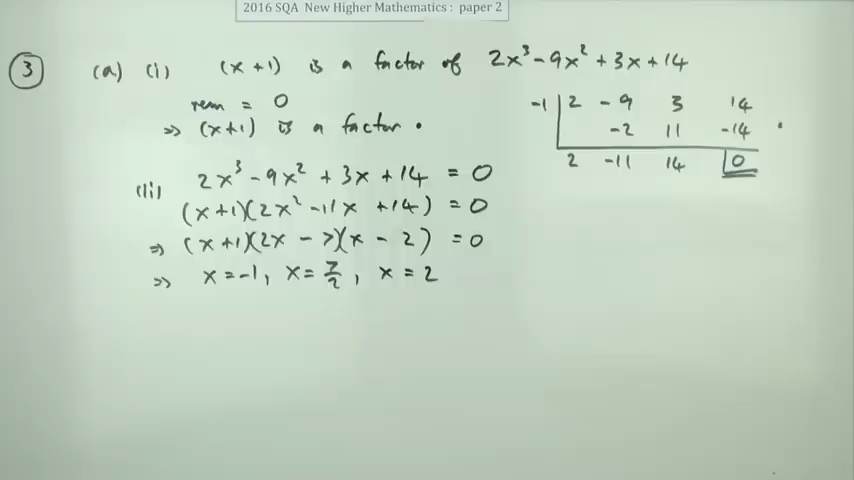 2016 SQA New Higher Mathematics : paper 2
3 (a) (i) (x+1) is a factor of 2x³ - 9x² + 3x + 14
rem = 0
=> (x+1) is a factor.
-1 | 2 -9 3 14
-2 11 -14
2 -11 14 0
(ii) 2x³ - 9x² + 3x + 14 = 0
(x+1)(2x² - 11x + 14) = 0
=> (x+1)(2x - 7)(x - 2) = 0
=> x = -1, x = 7/2, x = 2